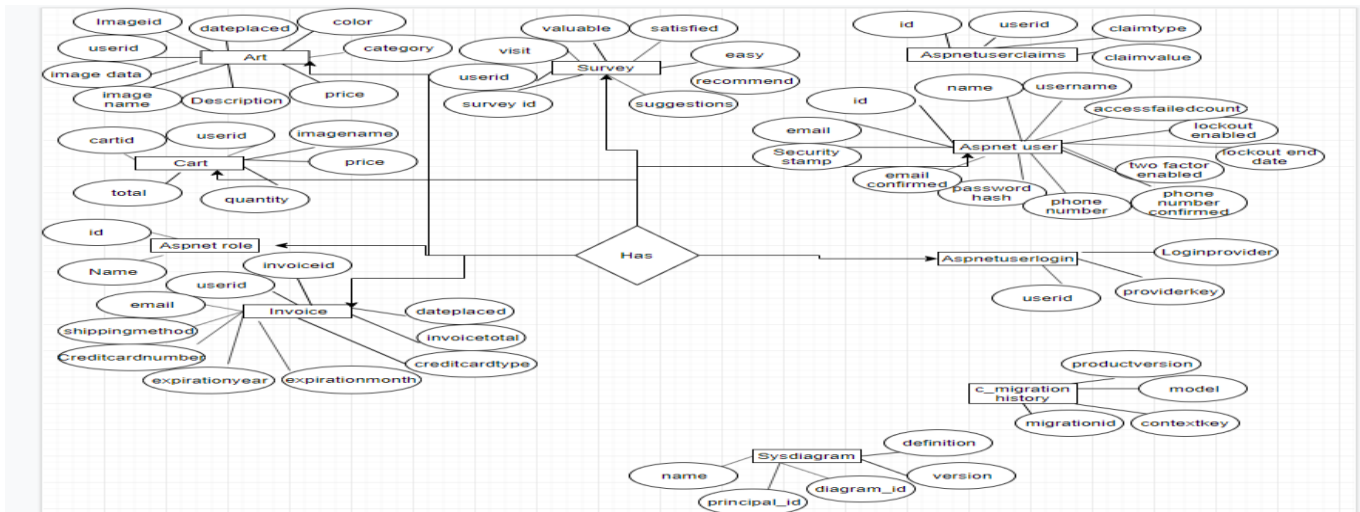 Imageid
dateplaced
color
userid
Art
category
image data
image
name
Description
price
valuable
satisfied
visit
easy
userid
Survey
recommend
survey id
suggestions
id
userid
claimtype
Aspnetuserclaims
claimvalue
name
username
id
accessfailedcount
email
lockout
enabled
Security
stamp
Aspnet user
lockout end
date
email
confirmed
two factor
enabled
password
hash
phone
number
phone
number
confirmed
cartid
userid
imagename
Cart
price
total
quantity
id
Aspnet role
Name
Has
Aspnetuserlogin
Loginprovider
userid
providerkey
invoiceid
userid
email
Invoice
dateplaced
shippingmethod
invoicetotal
Creditcardnumber
creditcardtype
expirationyear
expirationmonth
productversion
c_migration
history
model
migrationid
contextkey
definition
Sysdiagram
name
version
principal_id
diagram_id